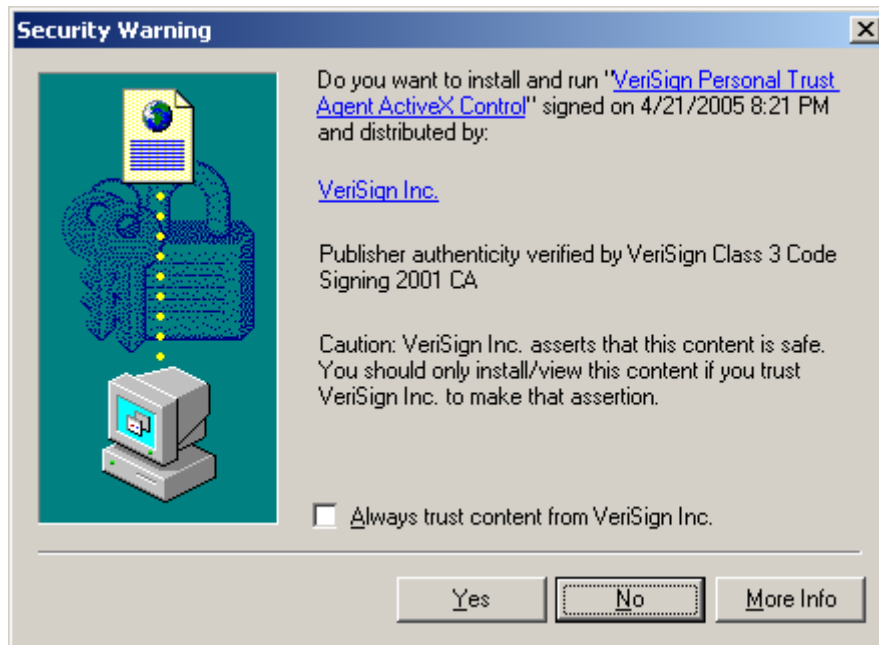 Security Warning
Do you want to install and run "VeriSign Personal Trust
Agent ActiveX Control" signed on 4/21/2005 8:21 PM
and distributed by:
VeriSign Inc.
Publisher authenticity verified by VeriSign Class 3 Code
Signing 2001 CA
Caution: VeriSign Inc. asserts that this content is safe.
You should only install/view this content if you trust
VeriSign Inc. to make that assertion.
Always trust content from VeriSign Inc.
Yes No More Info